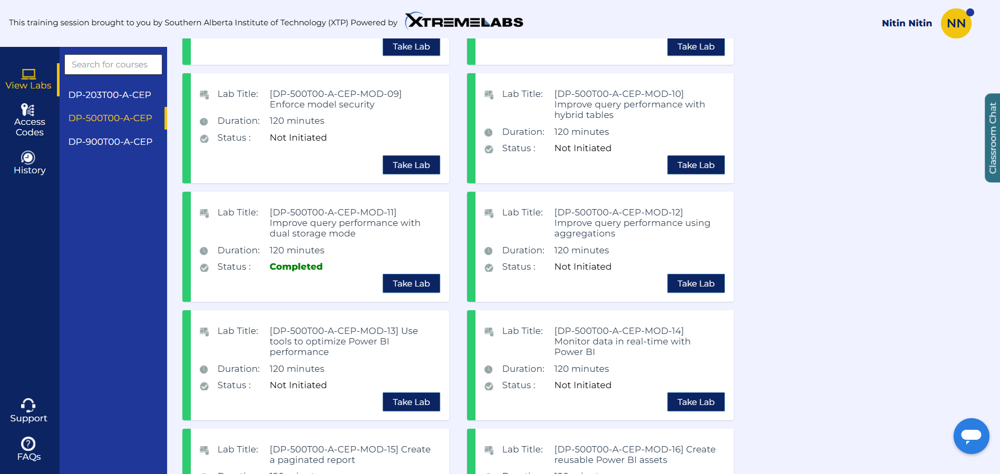 This training session brought to you by Southern Alberta Institute of Technology (XTP) Powered by XTREMELABS
Nitin Nitin
NN
View Labs
Access
Codes
History
Support
FAQs
Search for courses
DP-203T00-A-CEP
DP-500T00-A-CEP
DP-900T00-A-CEP
Take Lab
Take Lab
Lab Title: [DP-500T00-A-CEP-MOD-09]
Enforce model security
Duration: 120 minutes
Status : Not Initiated
Take Lab
Lab Title: [DP-500T00-A-CEP-MOD-10]
Improve query performance with
hybrid tables
Duration: 120 minutes
Status : Not Initiated
Take Lab
Lab Title: [DP-500T00-A-CEP-MOD-11]
Improve query performance with
dual storage mode
Duration: 120 minutes
Status : Completed
Take Lab
Lab Title: [DP-500T00-A-CEP-MOD-12]
Improve query performance using
aggregations
Duration: 120 minutes
Status : Not Initiated
Take Lab
Lab Title: [DP-500T00-A-CEP-MOD-13] Use
tools to optimize Power BI
performance
Duration: 120 minutes
Status : Not Initiated
Take Lab
Lab Title: [DP-500T00-A-CEP-MOD-14]
Monitor data in real-time with
Power BI
Duration: 120 minutes
Status : Not Initiated
Take Lab
Lab Title: [DP-500T00-A-CEP-MOD-15] Create
a paginated report
Lab Title: [DP-500T00-A-CEP-MOD-16] Create
reusable Power BI assets
Classroom Chat